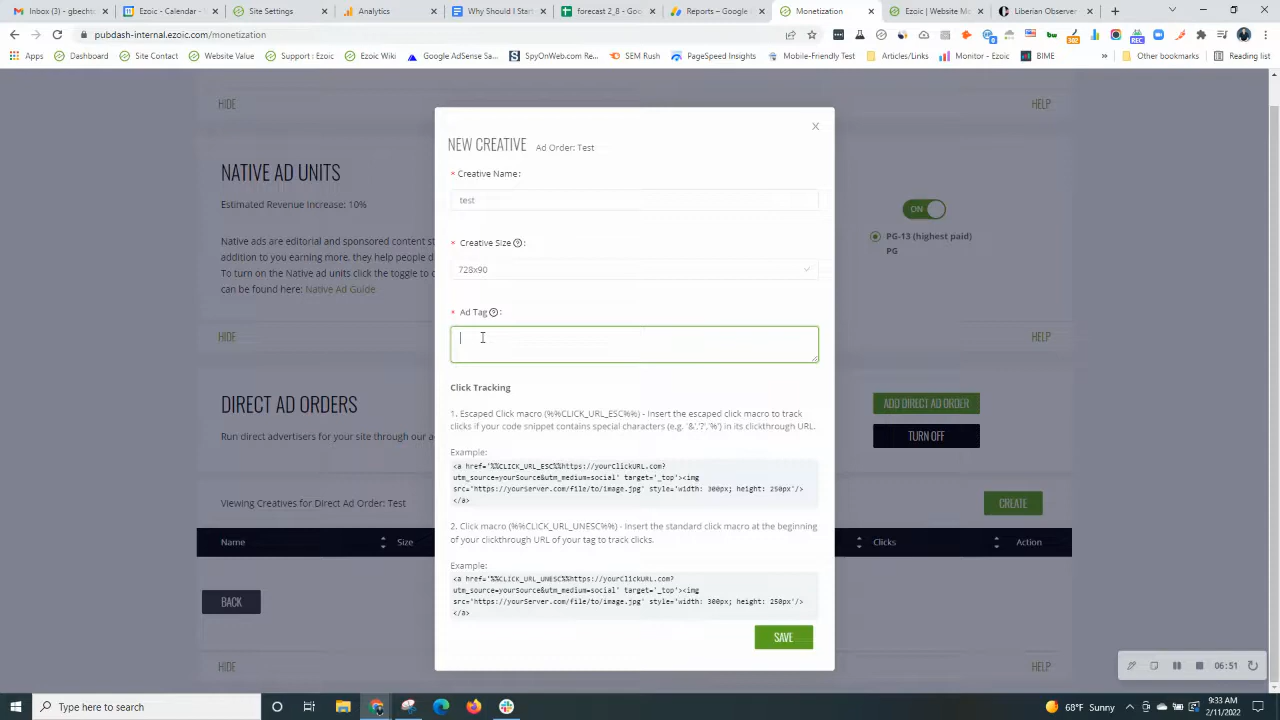 Inbox (60) - e
Ezoic - Calendar -
Site Settings
Analytics
Why Should I Star
forecast 2_8 - Goo
Reports – Google
Monetization
Ezoic | Website M
Liberian Observer
pubdash-internal.ezoic.com/monetization
Apps
Dashboard
Site Contact
Website Value
Support : Ezoic
Ezoic Wiki
Google AdSense Sa...
SpyOnWeb.com Re...
SEM Rush
PageSpeed Insights
Mobile-Friendly Test
Articles/Links
Monitor - Ezoic
BIME
»
Other bookmarks
Reading list
HIDE
HELP
NATIVE AD UNITS
Estimated Revenue Increase: 10%
Native ads are editorial and sponsored content st
addition to you earning more, they help people d
To turn on the Native ad units click the toggle to
can be found here: Native Ad Guide
ON
PG-13 (highest paid)
PG
HIDE
HELP
DIRECT AD ORDERS
Run direct advertisers for your site through our a
ADD DIRECT AD ORDER
TURN OFF
Viewing Creatives for Direct Ad Order: Test
CREATE
Name
Size
Clicks
Action
BACK
HIDE
HELP
X
NEW CREATIVE Ad Order: Test
* Creative Name:
test
* Creative Size ? :
728x90
* Ad Tag ? :
Click Tracking
1. Escaped Click macro (%%CLICK_URL_ESC%%) - Insert the escaped click macro to track
clicks if your code snippet contains special characters (e.g. '&','?','%') in its clickthrough URL.
Example:
<a href='%%CLICK_URL_ESC%%https://yourClickURL.com?
utm_source=yourSource&utm_medium=social' target='_top'><img
src='https://yourServer.com/file/to/image.jpg' style='width: 300px; height: 250px'/>
</a>
2. Click macro (%%CLICK_URL_UNESC%%) - Insert the standard click macro at the beginning
of your clickthrough URL of your tag to track clicks.
Example:
<a href='%%CLICK_URL_UNESC%%https://yourClickURL.com?
utm_source=yourSource&utm_medium=social' target='_top'><img
src='https://yourServer.com/file/to/image.jpg' style='width: 300px; height: 250px'/>
</a>
SAVE
06:51
Type here to search
68°F Sunny
9:33 AM
2/11/2022